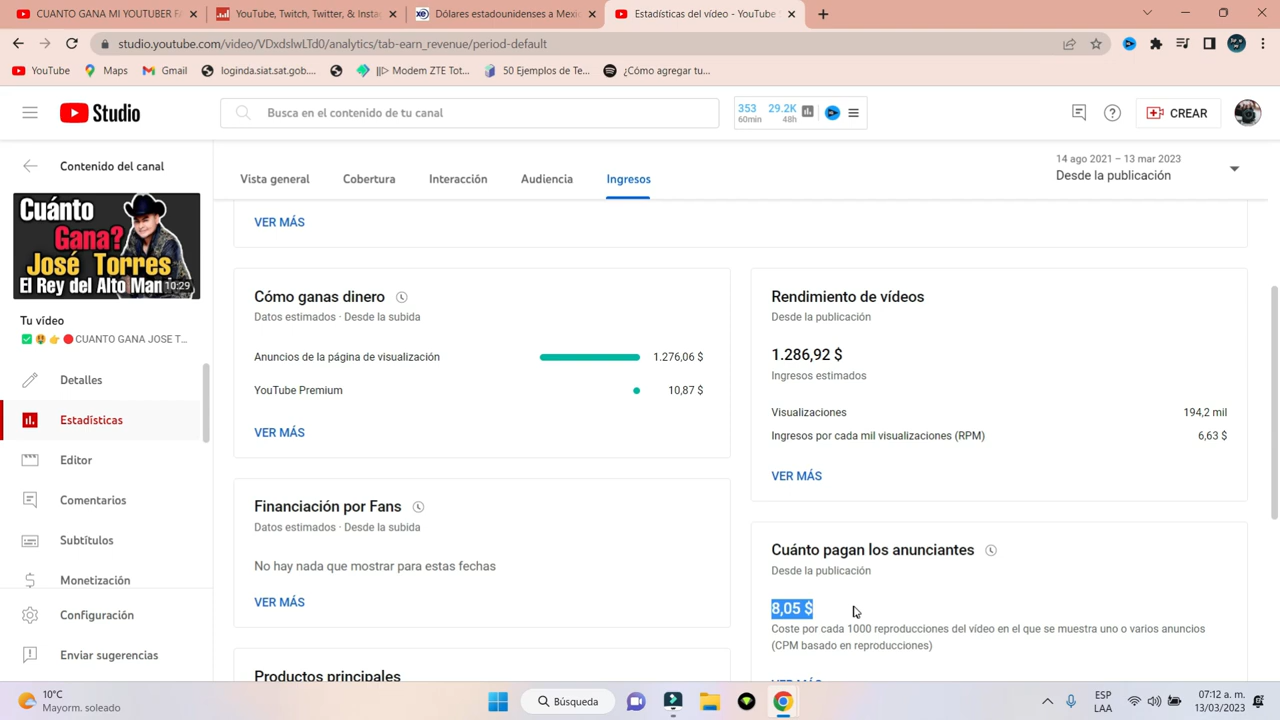 CUANTO GANA MI YOUTUBER F
YouTube, Twitch, Twitter, & Insta
Dólares estadounidenses a Mexi
Estadísticas del vídeo - YouTube S
studio.youtube.com/video/VDxdslwLTd0/analytics/tab-earn_revenue/period-default
YouTube
Maps
Gmail
loginda.siat.sat.gob....
||▷ Modem ZTE Tot...
50 Ejemplos de Te...
¿Cómo agregar tu...
Studio
Busca en el contenido de tu canal
353 29.2K
60min 48h
CREAR
Contenido del canal
Cuánto
Gana?
José Torres
El Rey del Alto Man
10:29
Tu vídeo
✅ 😲 👉 🔴CUANTO GANA JOSE T...
Detalles
Estadísticas
Editor
Comentarios
Subtítulos
Monetización
Configuración
Enviar sugerencias
Vista general
Cobertura
Interacción
Audiencia
Ingresos
14 ago 2021 – 13 mar 2023
Desde la publicación
VER MÁS
Cómo ganas dinero
Datos estimados · Desde la subida
Anuncios de la página de visualización 1.276,06 $
YouTube Premium 10,87 $
VER MÁS
Financiación por Fans
Datos estimados · Desde la subida
No hay nada que mostrar para estas fechas
VER MÁS
Productos principales
Rendimiento de vídeos
Desde la publicación
1.286,92 $
Ingresos estimados
Visualizaciones 194,2 mil
Ingresos por cada mil visualizaciones (RPM) 6,63 $
VER MÁS
Cuánto pagan los anunciantes
Desde la publicación
8,05 $
Coste por cada 1000 reproducciones del vídeo en el que se muestra uno o varios anuncios
(CPM basado en reproducciones)
VER MÁS
10°C
Mayorm. soleado
Búsqueda
ESP
LAA
07:12 a. m.
13/03/2023